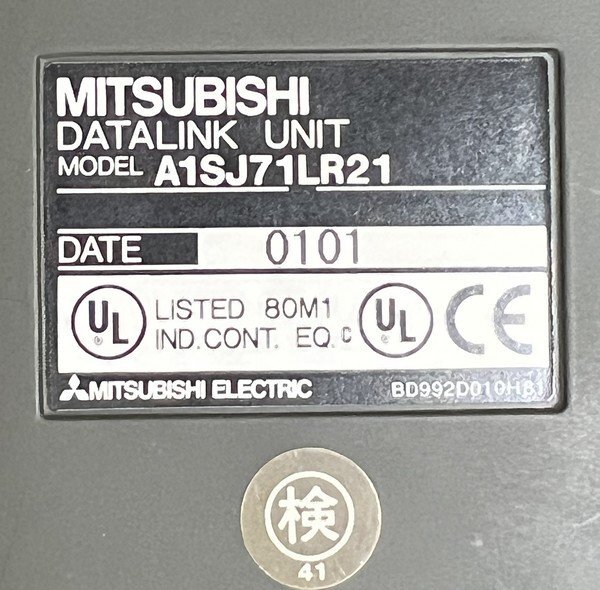 MITSUBISHI
DATALINK UNIT
MODEL A1SJ71LR21
DATE 0101
UL LISTED 80M1 C UL CE
IND. CONT. EQ.
MITSUBISHI ELECTRIC BD992D010H81
検
41